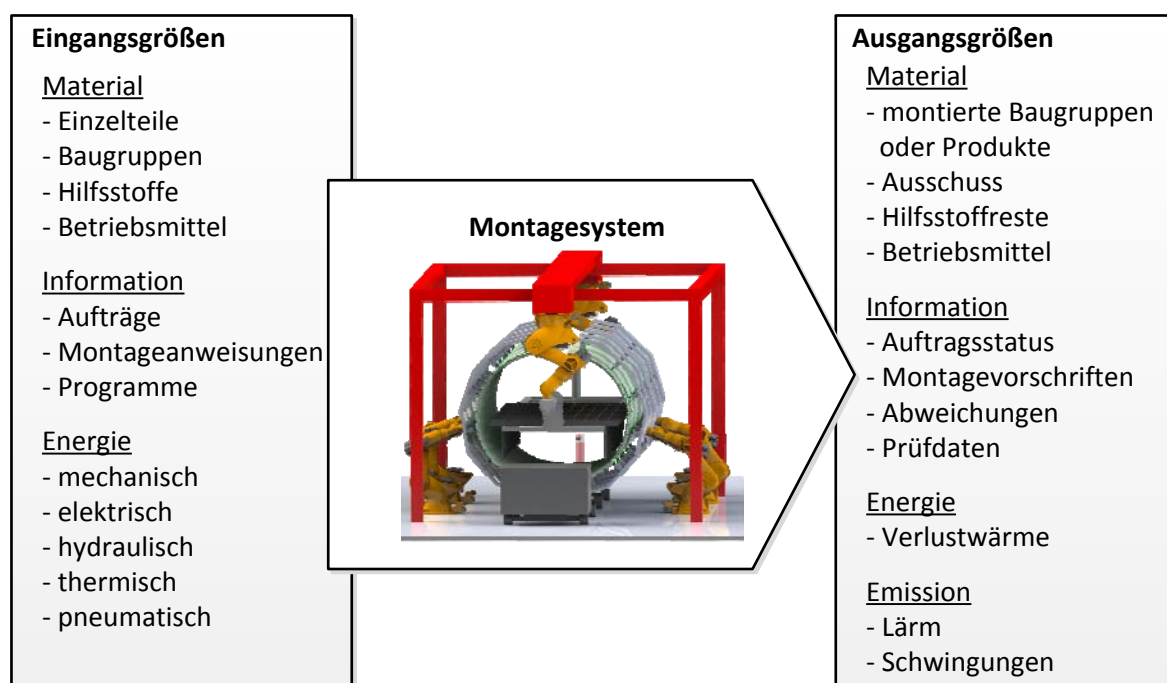 Eingangsgrößen
Material
- Einzelteile
- Baugruppen
- Hilfsstoffe
- Betriebsmittel
Information
- Aufträge
- Montageanweisungen
- Programme
Energie
- mechanisch
- elektrisch
- hydraulisch
- thermisch
- pneumatisch
Montagesystem
Ausgangsgrößen
Material
- montierte Baugruppen
oder Produkte
- Ausschuss
- Hilfsstoffreste
- Betriebsmittel
Information
- Auftragsstatus
- Montagevorschriften
- Abweichungen
- Prüfdaten
Energie
- Verlustwärme
Emission
- Lärm
- Schwingungen